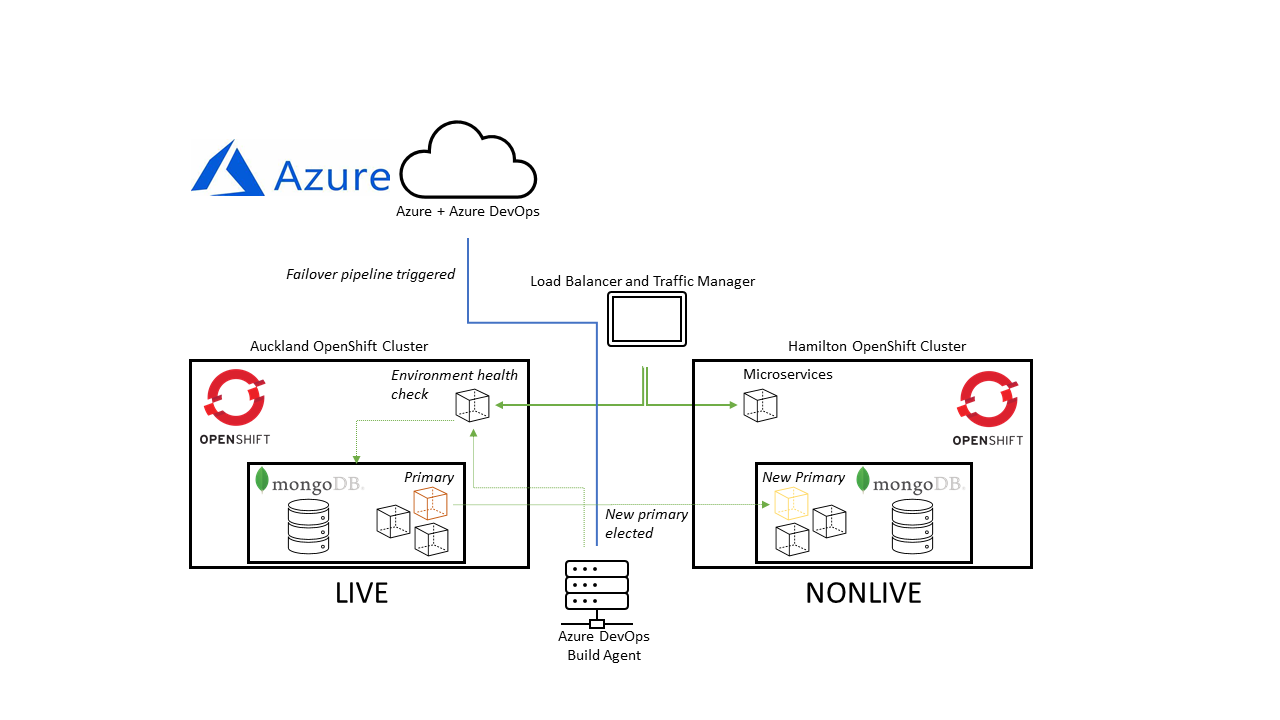 Azure
Azure + Azure DevOps
Failover pipeline triggered
Load Balancer and Traffic Manager
Auckland OpenShift Cluster
Hamilton OpenShift Cluster
Environment health
check
Microservices
OPENSHIFT
OPENSHIFT
mongoDB.
Primary
New Primary
mongoDB.
New primary
elected
LIVE
NONLIVE
Azure DevOps
Build Agent